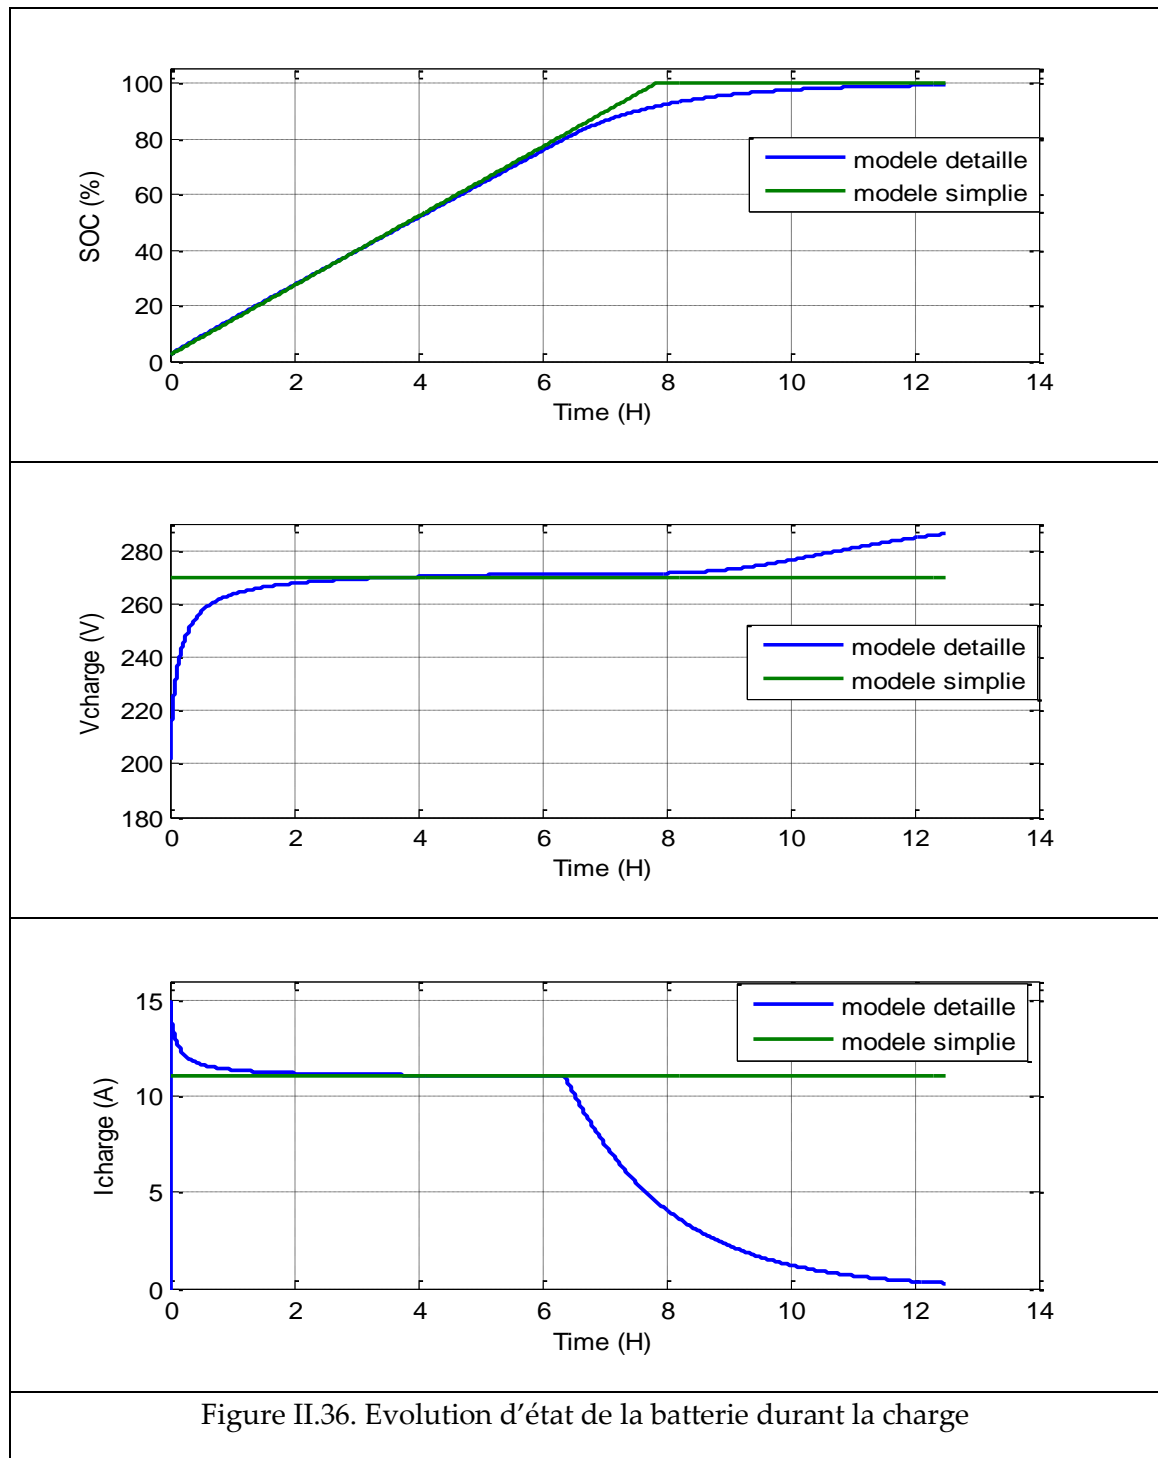 100
80
60
40
20
0
SOC (%)
modele detaille
modele simplie
0 2 4 6 8 10 12 14
Time (H)
280
260
240
220
200
180
Vcharge (V)
modele detaille
modele simplie
0 2 4 6 8 10 12 14
Time (H)
15
10
5
0
Icharge (A)
modele detaille
modele simplie
0 2 4 6 8 10 12 14
Time (H)
Figure II.36. Evolution d’état de la batterie durant la charge